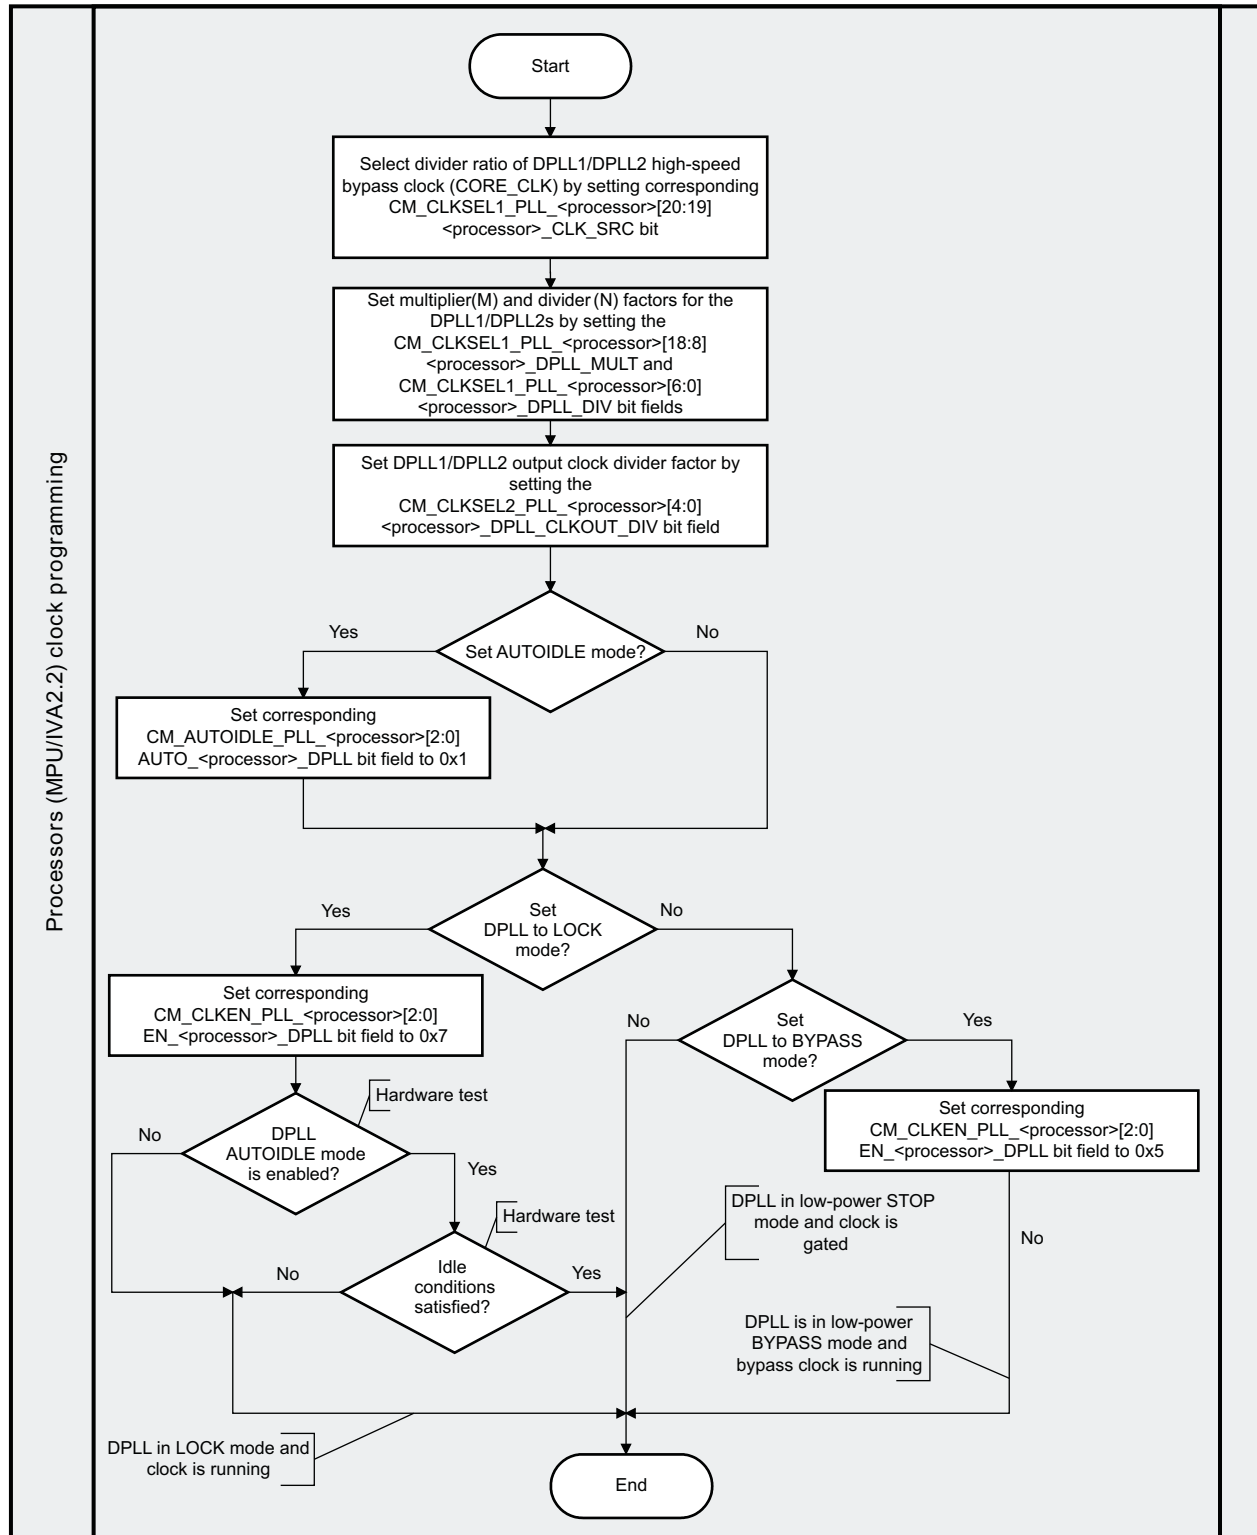 Processors (MPU/IVA2.2) clock programming
Start
Select divider ratio of DPLL1/DPLL2 high-speed
bypass clock (CORE_CLK) by setting corresponding
CM_CLKSEL1_PLL_<processor>[20:19]
<processor>_CLK_SRC bit
Set multiplier(M) and divider (N) factors for the
DPLL1/DPLL2s by setting the
CM_CLKSEL1_PLL_<processor>[18:8]
<processor>_DPLL_MULT and
CM_CLKSEL1_PLL_<processor>[6:0]
<processor>_DPLL_DIV bit fields
Set DPLL1/DPLL2 output clock divider factor by
setting the
CM_CLKSEL2_PLL_<processor>[4:0]
<processor>_DPLL_CLKOUT_DIV bit field
Set AUTOIDLE mode?
Yes
No
Set corresponding
CM_AUTOIDLE_PLL_<processor>[2:0]
AUTO_<processor>_DPLL bit field to 0x1
Set
DPLL to LOCK
mode?
Yes
No
Set corresponding
CM_CLKEN_PLL_<processor>[2:0]
EN_<processor>_DPLL bit field to 0x7
Set
DPLL to BYPASS
mode?
No
Yes
Set corresponding
CM_CLKEN_PLL_<processor>[2:0]
EN_<processor>_DPLL bit field to 0x5
Hardware test
DPLL
AUTOIDLE mode
is enabled?
No
Yes
Hardware test
Idle
conditions
satisfied?
No
Yes
DPLL in low-power STOP
mode and clock is
gated
No
DPLL is in low-power
BYPASS mode and
bypass clock is running
DPLL in LOCK mode and
clock is running
End